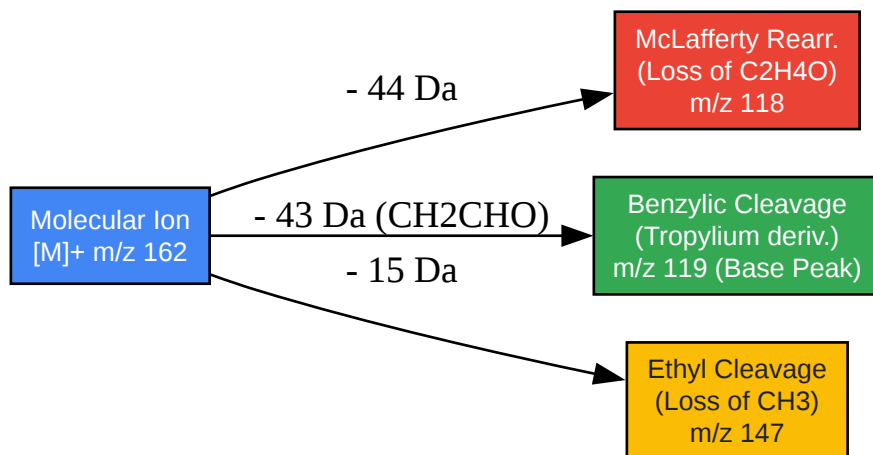 McLafferty Rearr.
(Loss of C2H4O)
m/z 118
- 44 Da
Molecular Ion
[M]+ m/z 162
- 43 Da (CH2CHO)
Benzylic Cleavage
(Tropylium deriv.)
m/z 119 (Base Peak)
- 15 Da
Ethyl Cleavage
(Loss of CH3)
m/z 147